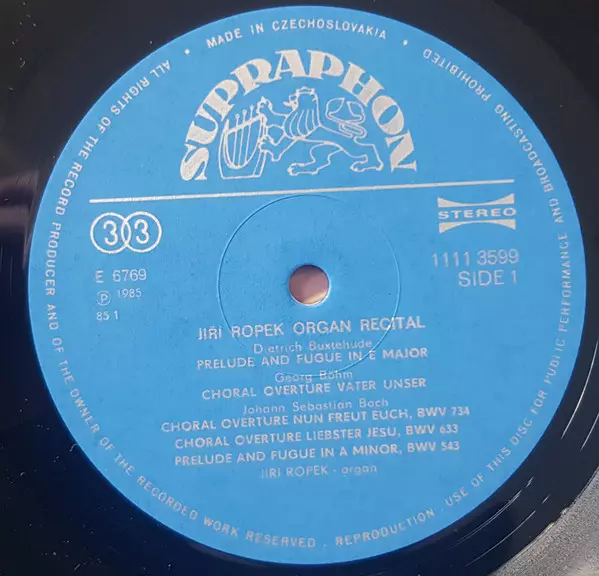 MADE IN CZECHOSLOVAKIA · ALL RIGHTS OF THE RECORD PRODUCER AND OF THE OWNER OF THE RECORDED WORK RESERVED · REPRODUCTION · USE OF THIS DISC FOR PUBLIC PERFORMANCE AND BROADCASTING PROHIBITED
SUPRAPHON
33
STEREO
E 6769
1111 3599
℗ 1985
SIDE 1
85 1
JIŘI ROPEK ORGAN RECITAL
Dietrich Buxtehude
PRELUDE AND FUGUE IN E MAJOR
Georg Böhm
CHORAL OVERTURE VATER UNSER
Johann Sebastian Bach
CHORAL OVERTURE NUN FREUT EUCH, BWV 734
CHORAL OVERTURE LIEBSTER JESU, BWV 633
PRELUDE AND FUGUE IN A MINOR, BWV 543
JIŘI ROPEK - organ